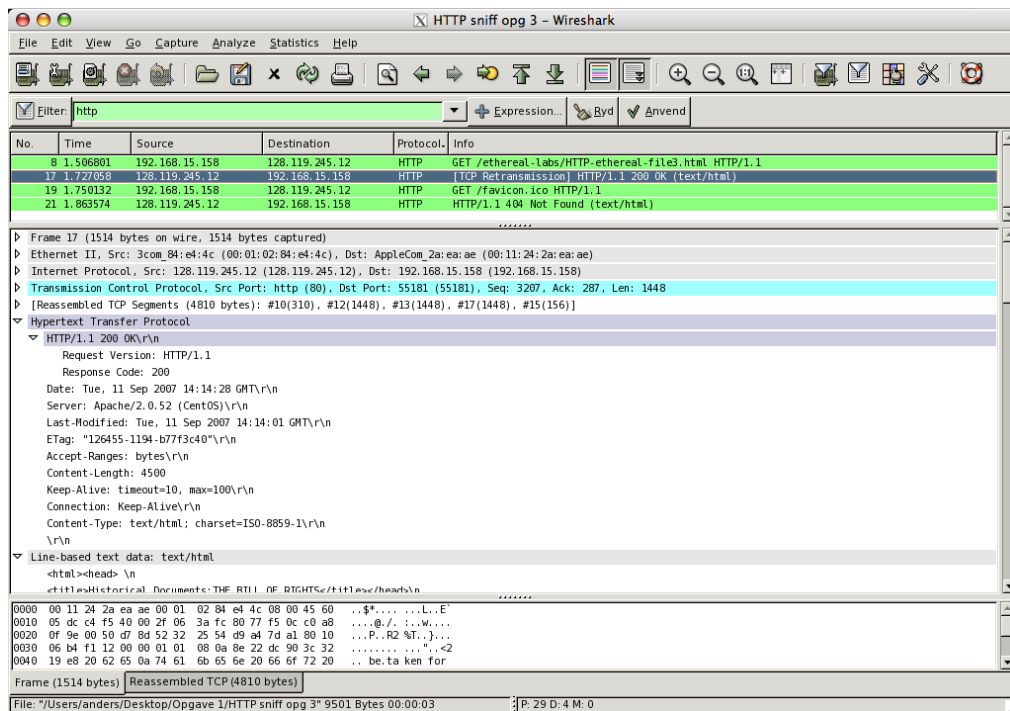 HTTP sniff opg 3 – Wireshark
File Edit View Go Capture Analyze Statistics Help
Filter: http Expression... Ryd Anvend
No. Time Source Destination Protocol Info
8 1.506801 192.168.15.158 128.119.245.12 HTTP GET /ethereal-labs/HTTP-ethereal-file3.html HTTP/1.1
17 1.727058 128.119.245.12 192.168.15.158 HTTP [TCP Retransmission] HTTP/1.1 200 OK (text/html)
19 1.750132 192.168.15.158 128.119.245.12 HTTP GET /favicon.ico HTTP/1.1
21 1.863574 128.119.245.12 192.168.15.158 HTTP HTTP/1.1 404 Not Found (text/html)
Frame 17 (1514 bytes on wire, 1514 bytes captured)
Ethernet II, Src: 3com_84:e4:4c (00:01:02:84:e4:4c), Dst: AppleCom_2a:ea:ae (00:11:24:2a:ea:ae)
Internet Protocol, Src: 128.119.245.12 (128.119.245.12), Dst: 192.168.15.158 (192.168.15.158)
Transmission Control Protocol, Src Port: http (80), Dst Port: 55181 (55181), Seq: 3207, Ack: 287, Len: 1448
[Reassembled TCP Segments (4810 bytes): #10(310), #12(1448), #13(1448), #17(1448), #15(156)]
Hypertext Transfer Protocol
HTTP/1.1 200 OK\r\n
Request Version: HTTP/1.1
Response Code: 200
Date: Tue, 11 Sep 2007 14:14:28 GMT\r\n
Server: Apache/2.0.52 (CentOS)\r\n
Last-Modified: Tue, 11 Sep 2007 14:14:01 GMT\r\n
ETag: "126455-1194-b77f3c40"\r\n
Accept-Ranges: bytes\r\n
Content-Length: 4500
Keep-Alive: timeout=10, max=100\r\n
Connection: Keep-Alive\r\n
Content-Type: text/html; charset=ISO-8859-1\r\n
\r\n
Line-based text data: text/html
<html><head> \n
<title>Historical Documents:THE BILL OF RIGHTS</title></head>\n
0000 00 11 24 2a ea ae 00 01 02 84 e4 4c 08 00 45 60 ..$*.... ...L..E`
0010 05 dc c4 f5 40 00 2f 06 3a fc 80 77 f5 0c c0 a8 ....@./. :..w....
0020 0f 9e 00 50 d7 8d 52 32 25 54 d9 a4 7d a1 80 10 ...P..R2 %T..}...
0030 06 b4 f1 12 00 00 01 01 08 0a 8e 22 dc 90 3c 32 ........ ..."..<2
0040 19 e8 20 62 65 0a 74 61 6b 65 6e 20 66 6f 72 20 .. be.ta ken for
Frame (1514 bytes) Reassembled TCP (4810 bytes)
File: "/Users/anders/Desktop/Opgave 1/HTTP sniff opg 3" 9501 Bytes 00:00:03 P: 29 D: 4 M: 0